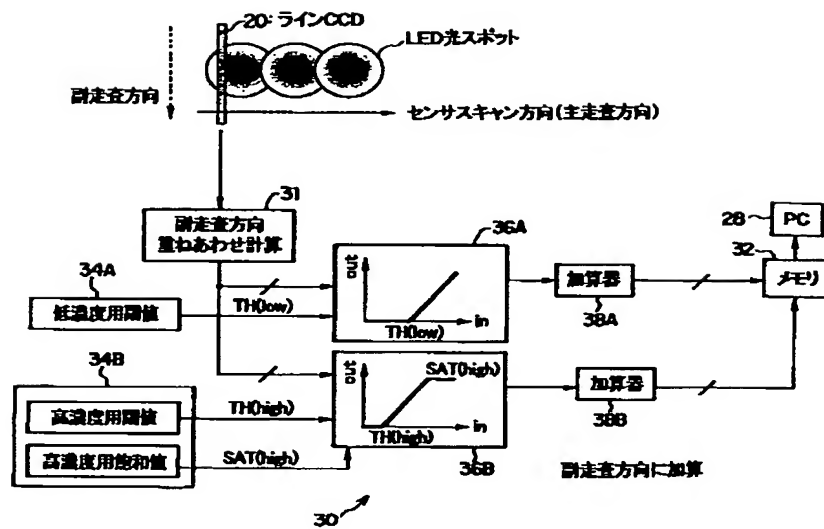 20: ラインCCD
LED光スポット
副走査方向
センサスキャン方向(主走査方向)
31
副走査方向
重ねあわせ計算
36A
28
PC
32
メモリ
34A
低濃度用閾値
TH(low)
out
in
TH(low)
加算器
38A
34B
高濃度用閾値
TH(high)
高濃度用飽和値
SAT(high)
out
SAT(high)
in
TH(high)
36B
加算器
38B
副走査方向に加算
30